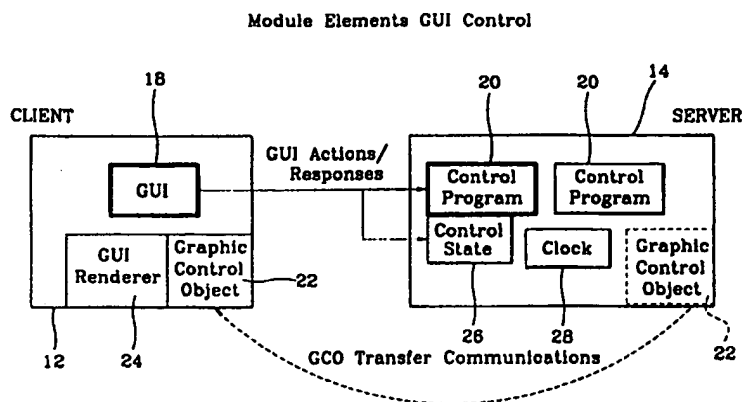 Module Elements GUI Control
18
20
20
14
CLIENT
SERVER
GUI Actions/
Responses
GUI
Control
Program
Control
Program
Control
State
Clock
Graphic
Control
Object
GUI
Renderer
Graphic
Control
Object
22
12
24
26
28
22
GCO Transfer Communications